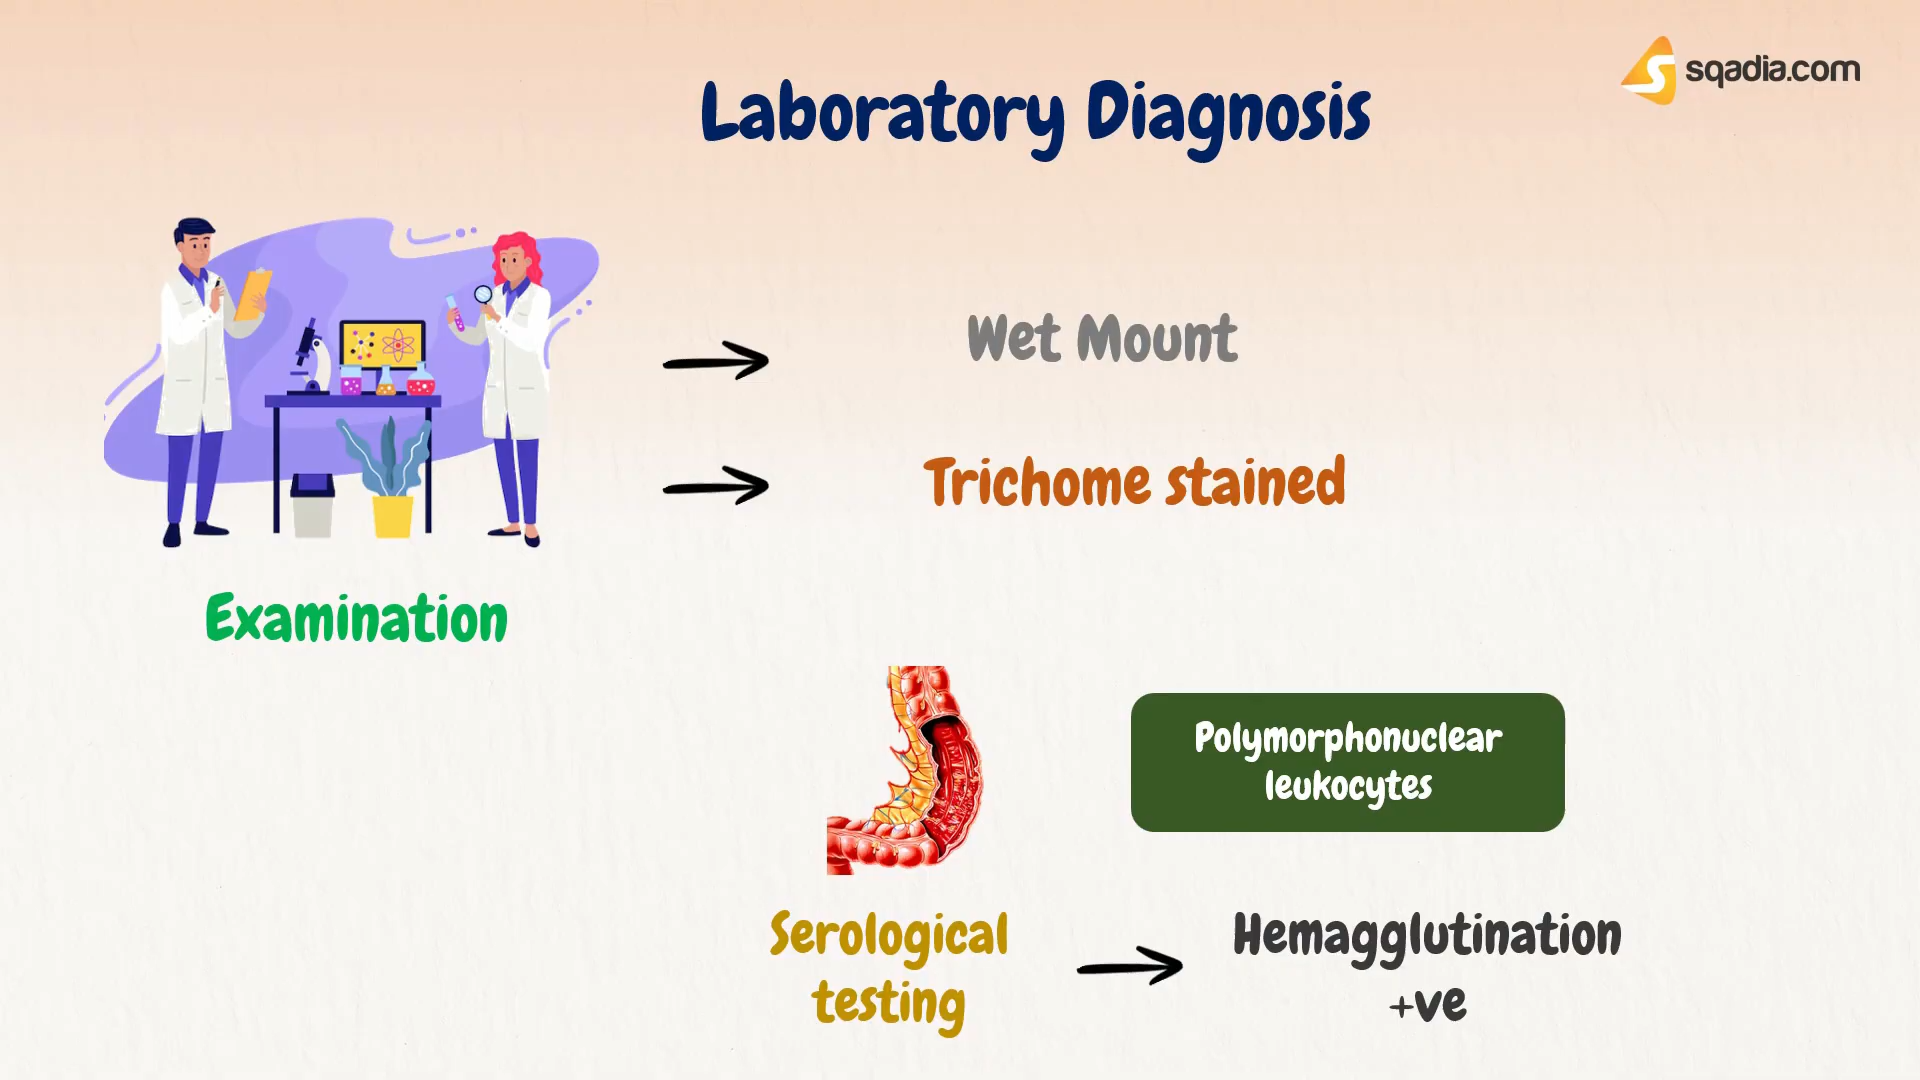 sqadia.com
Laboratory Diagnosis
Wet Mount
Trichome stained
Examination
Polymorphonuclear
leukocytes
Serological
testing
Hemagglutination
+ve